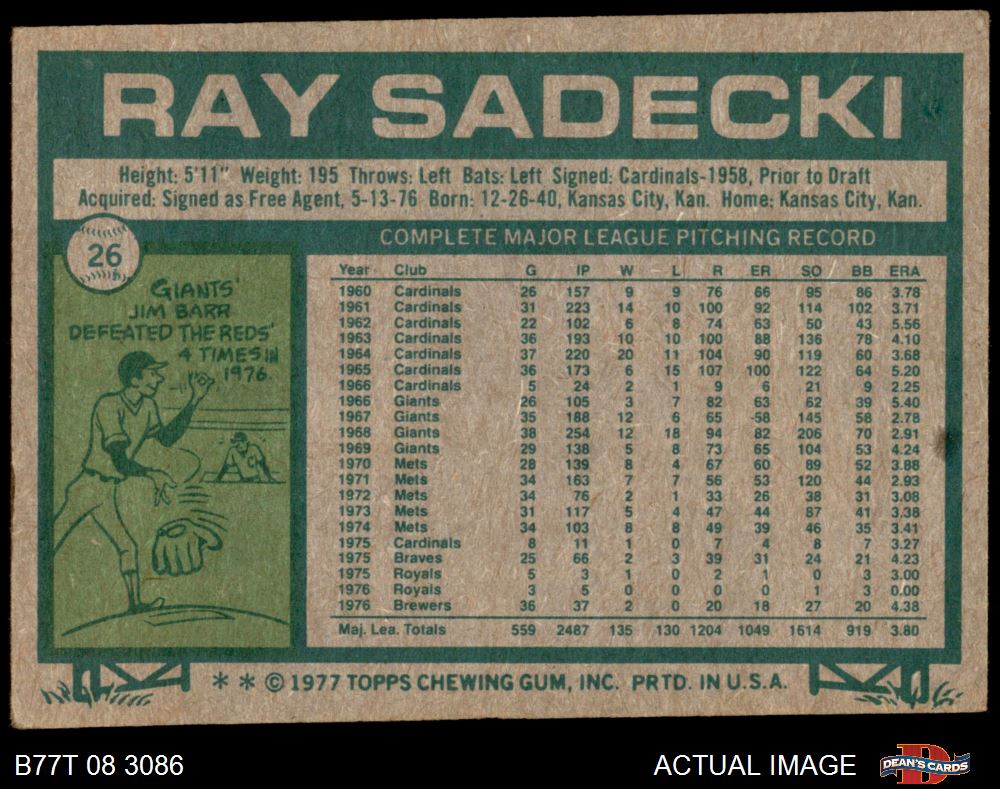 RAY SADECKI
Height: 5'11" Weight: 195 Throws: Left Bats: Left Signed: Cardinals-1958, Prior to Draft
Acquired: Signed as Free Agent, 5-13-76 Born: 12-26-40, Kansas City, Kan. Home: Kansas City, Kan.
26
GIANTS'
JIM BARR
DEFEATED THE REDS'
4 TIMES IN
1976.
COMPLETE MAJOR LEAGUE PITCHING RECORD
Year Club G IP W L R ER SO BB ERA
1960 Cardinals 26 157 9 9 76 66 95 86 3.78
1961 Cardinals 31 223 14 10 100 92 114 102 3.71
1962 Cardinals 22 102 6 8 74 63 50 43 5.56
1963 Cardinals 36 193 10 10 100 88 136 78 4.10
1964 Cardinals 37 220 20 11 104 90 119 60 3.68
1965 Cardinals 36 173 6 15 107 100 122 64 5.20
1966 Cardinals 5 24 2 1 9 6 21 9 2.25
1966 Giants 26 105 3 7 82 63 62 39 5.40
1967 Giants 35 188 12 6 65 -58 145 58 2.78
1968 Giants 38 254 12 18 94 82 206 70 2.91
1969 Giants 29 138 5 8 73 65 104 53 4.24
1970 Mets 28 139 8 4 67 60 89 52 3.88
1971 Mets 34 163 7 7 56 53 120 44 2.93
1972 Mets 34 76 2 1 33 26 38 31 3.08
1973 Mets 31 117 5 4 47 44 87 41 3.38
1974 Mets 34 103 8 8 49 39 46 35 3.41
1975 Cardinals 8 11 1 0 7 4 8 7 3.27
1975 Braves 25 66 2 3 39 31 24 21 4.23
1975 Royals 5 3 1 0 2 1 0 3 3.00
1976 Royals 3 5 0 0 0 0 1 3 0.00
1976 Brewers 36 37 2 0 20 18 27 20 4.38
Maj. Lea. Totals 559 2487 135 130 1204 1049 1614 919 3.80
* * © 1977 TOPPS CHEWING GUM, INC. PRTD. IN U.S.A.
B77T 08 3086
ACTUAL IMAGE
DEAN'S CARDS